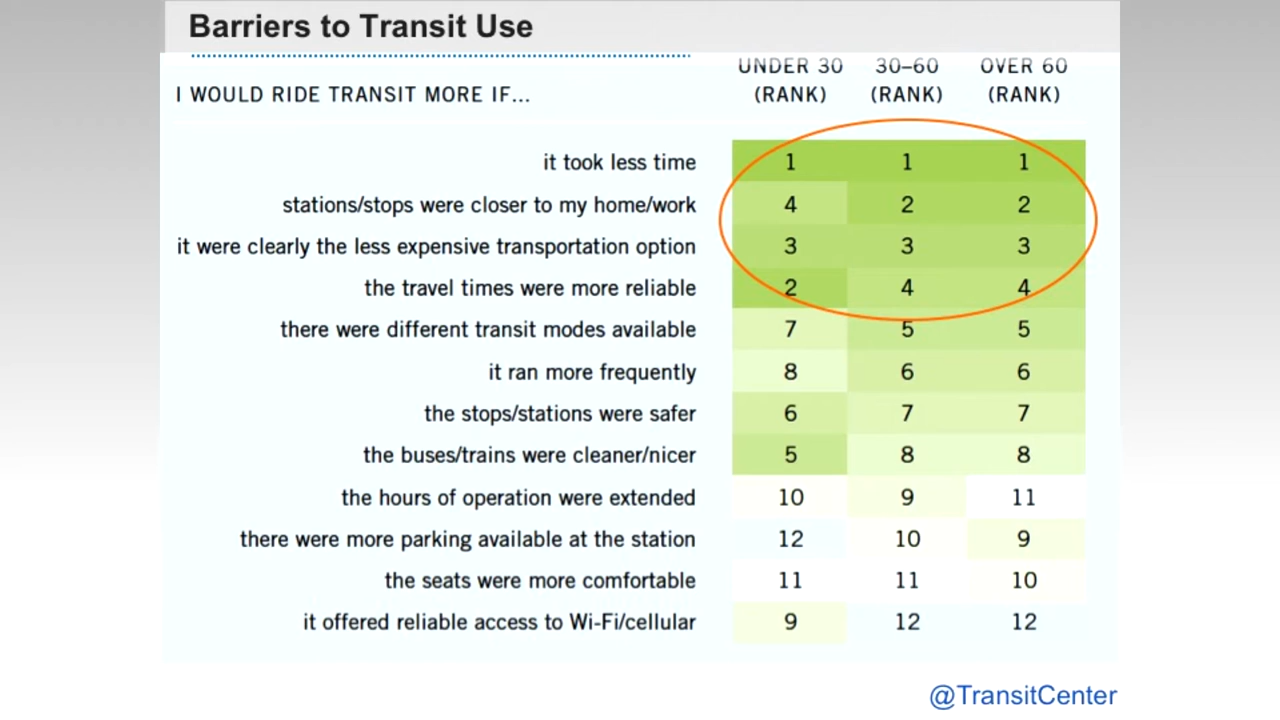 Barriers to Transit Use
UNDER 30 30–60 OVER 60
I WOULD RIDE TRANSIT MORE IF... (RANK) (RANK) (RANK)
it took less time 1 1 1
stations/stops were closer to my home/work 4 2 2
it were clearly the less expensive transportation option 3 3 3
the travel times were more reliable 2 4 4
there were different transit modes available 7 5 5
it ran more frequently 8 6 6
the stops/stations were safer 6 7 7
the buses/trains were cleaner/nicer 5 8 8
the hours of operation were extended 10 9 11
there were more parking available at the station 12 10 9
the seats were more comfortable 11 11 10
it offered reliable access to Wi-Fi/cellular 9 12 12
@TransitCenter